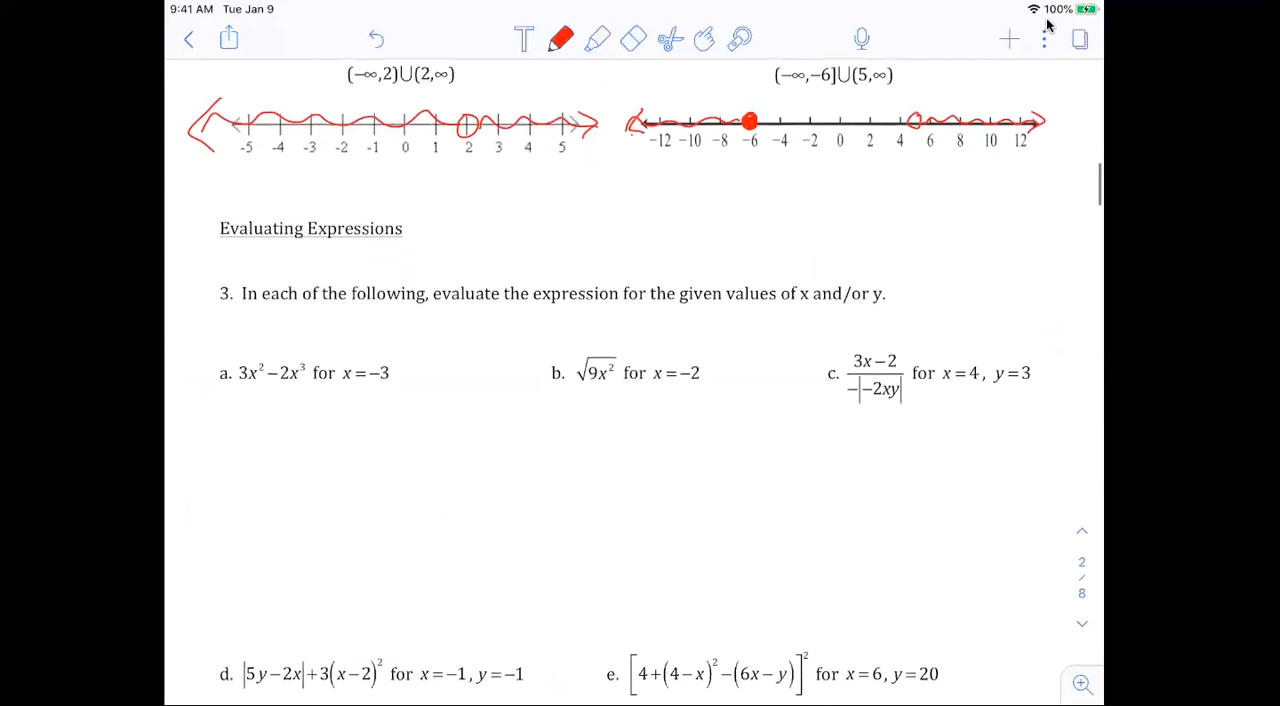 9:41 AM Tue Jan 9
100%
(−∞,2)∪(2,∞)
(−∞,−6]∪(5,∞)
-5 -4 -3 -2 -1 0 1 2 3 4 5
−12 −10 −8 −6 −4 −2 0 2 4 6 8 10 12
Evaluating Expressions
3. In each of the following, evaluate the expression for the given values of x and/or y.
a. 3x² − 2x³ for x = −3
b. √9x² for x = −2
c. (3x − 2)/(−|−2xy|) for x = 4, y = 3
2
/
8
d. |5y − 2x| + 3(x − 2)² for x = −1, y = −1
e. [4 + (4 − x)² − (6x − y)]² for x = 6, y = 20